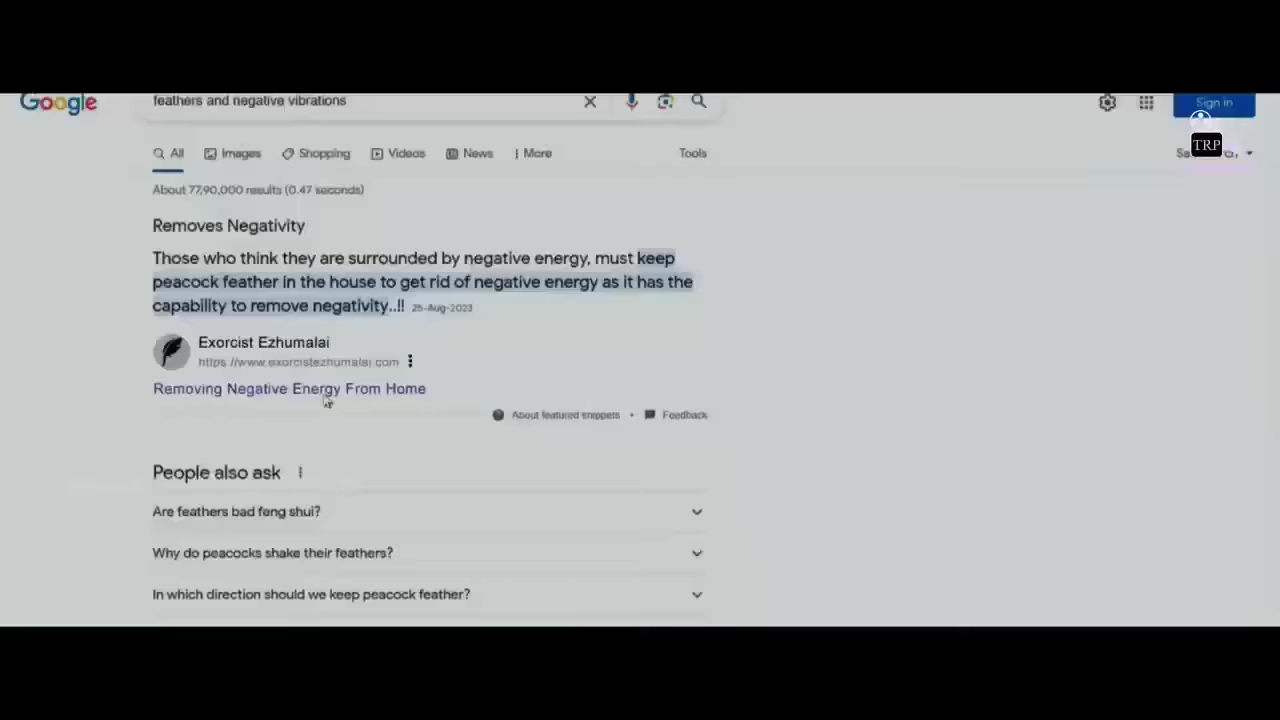 Google
feathers and negative vibrations
Sign in
All Images Shopping Videos News More Tools
TRP
About 77,90,000 results (0.47 seconds)
Removes Negativity
Those who think they are surrounded by negative energy, must keep
peacock feather in the house to get rid of negative energy as it has the
capability to remove negativity..!! 25-Aug-2023
Exorcist Ezhumalai
https://www.exorcistezhumalai.com
Removing Negative Energy From Home
About featured snippets • Feedback
People also ask
Are feathers bad feng shui?
Why do peacocks shake their feathers?
In which direction should we keep peacock feather?